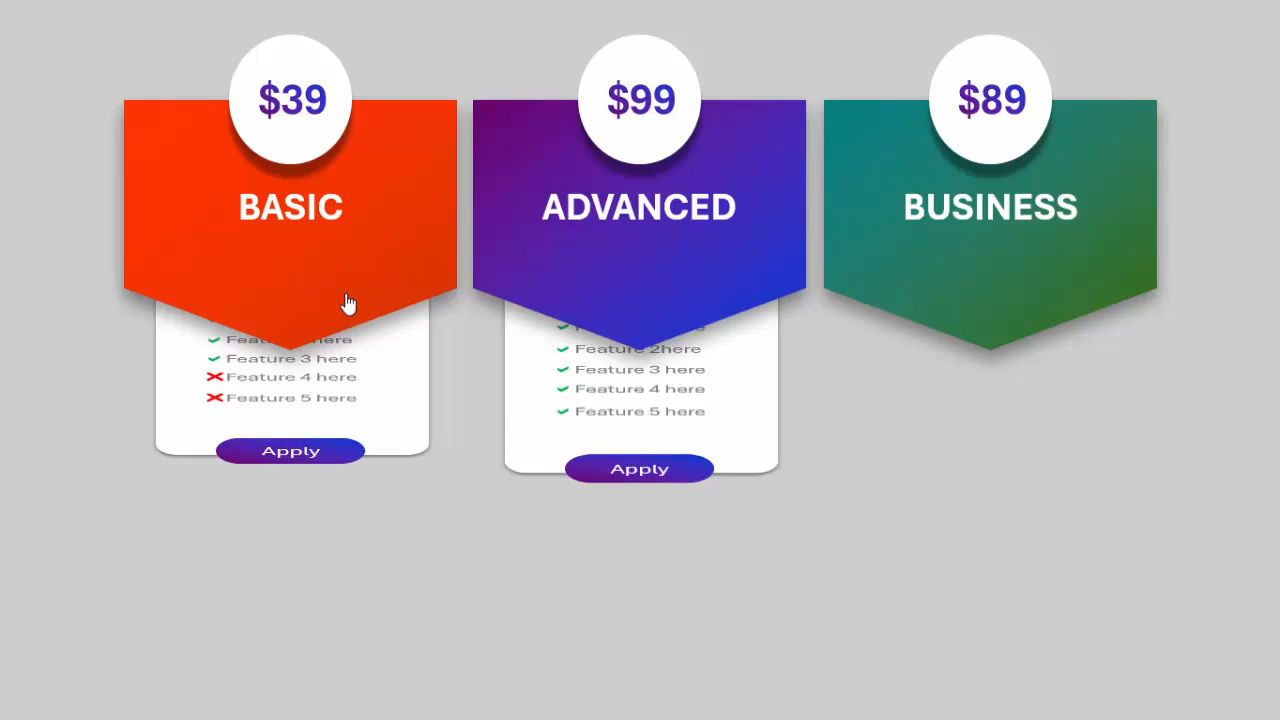 $39
BASIC
Feature 3 here
Feature 4 here
Feature 5 here
Apply
$99
ADVANCED
Feature 2here
Feature 3 here
Feature 4 here
Feature 5 here
Apply
$89
BUSINESS